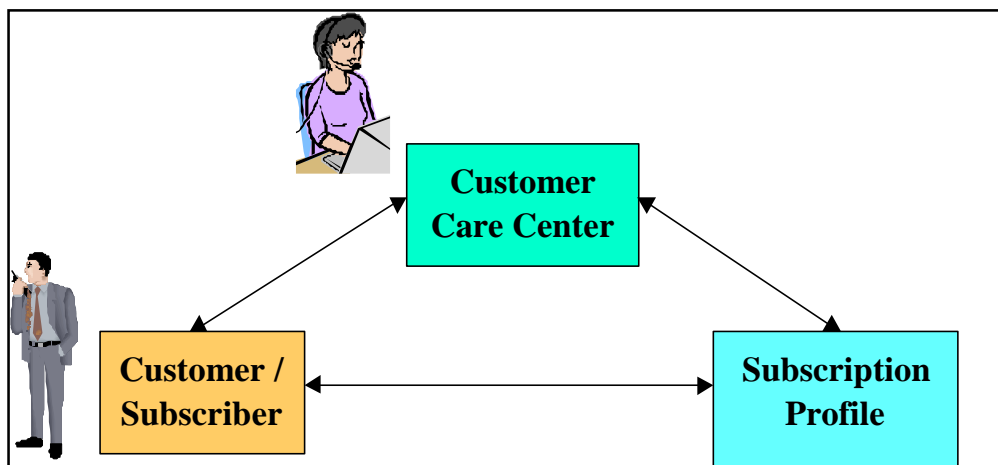 Customer
Care Center
Customer /
Subscriber
Subscription
Profile